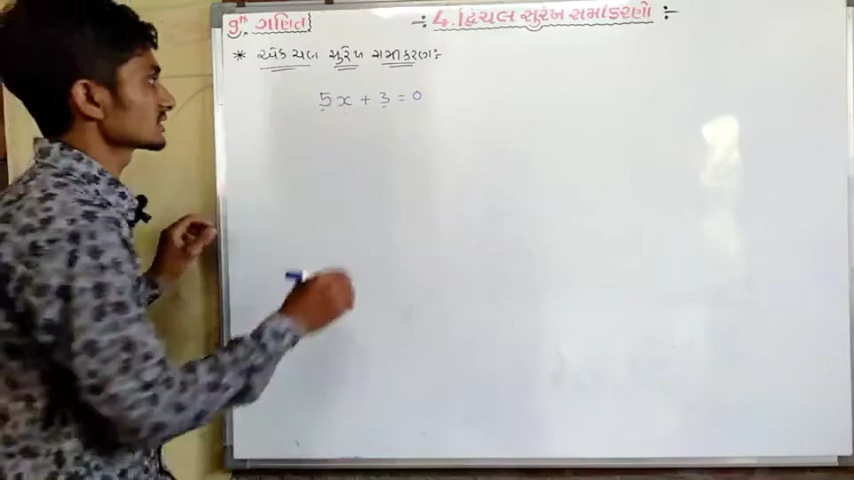 9th ગણિત
÷ 4. દ્વિચલ સુરેખ સમીકરણો :-
* એક ચલ સુરેખ સમીકરણ :-
5x + 3 = 0